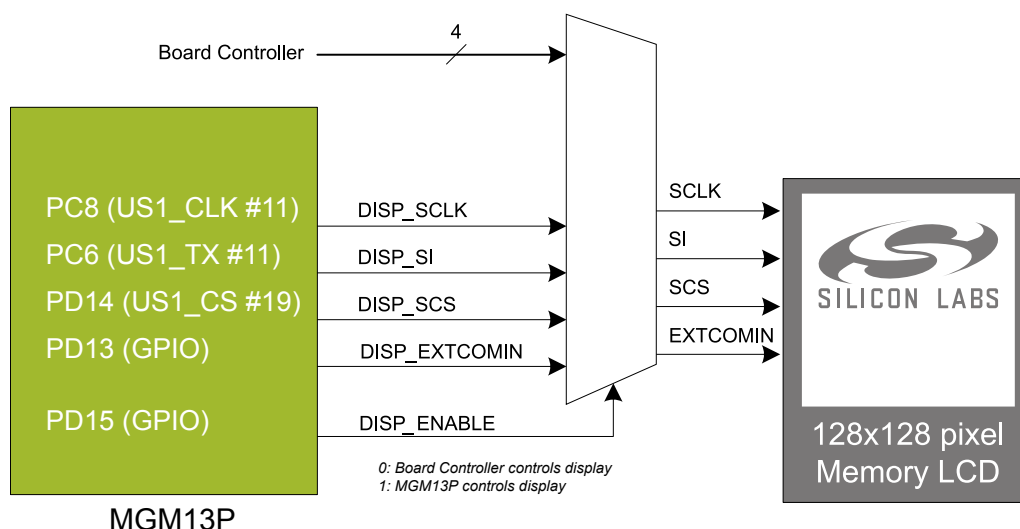 4
Board Controller
PC8 (US1_CLK #11)
PC6 (US1_TX #11)
PD14 (US1_CS #19)
PD13 (GPIO)
PD15 (GPIO)
MGM13P
DISP_SCLK
DISP_SI
DISP_SCS
DISP_EXTCOMIN
DISP_ENABLE
0: Board Controller controls display
1: MGM13P controls display
SCLK
SI
SCS
EXTCOMIN
SILICON LABS
128x128 pixel
Memory LCD